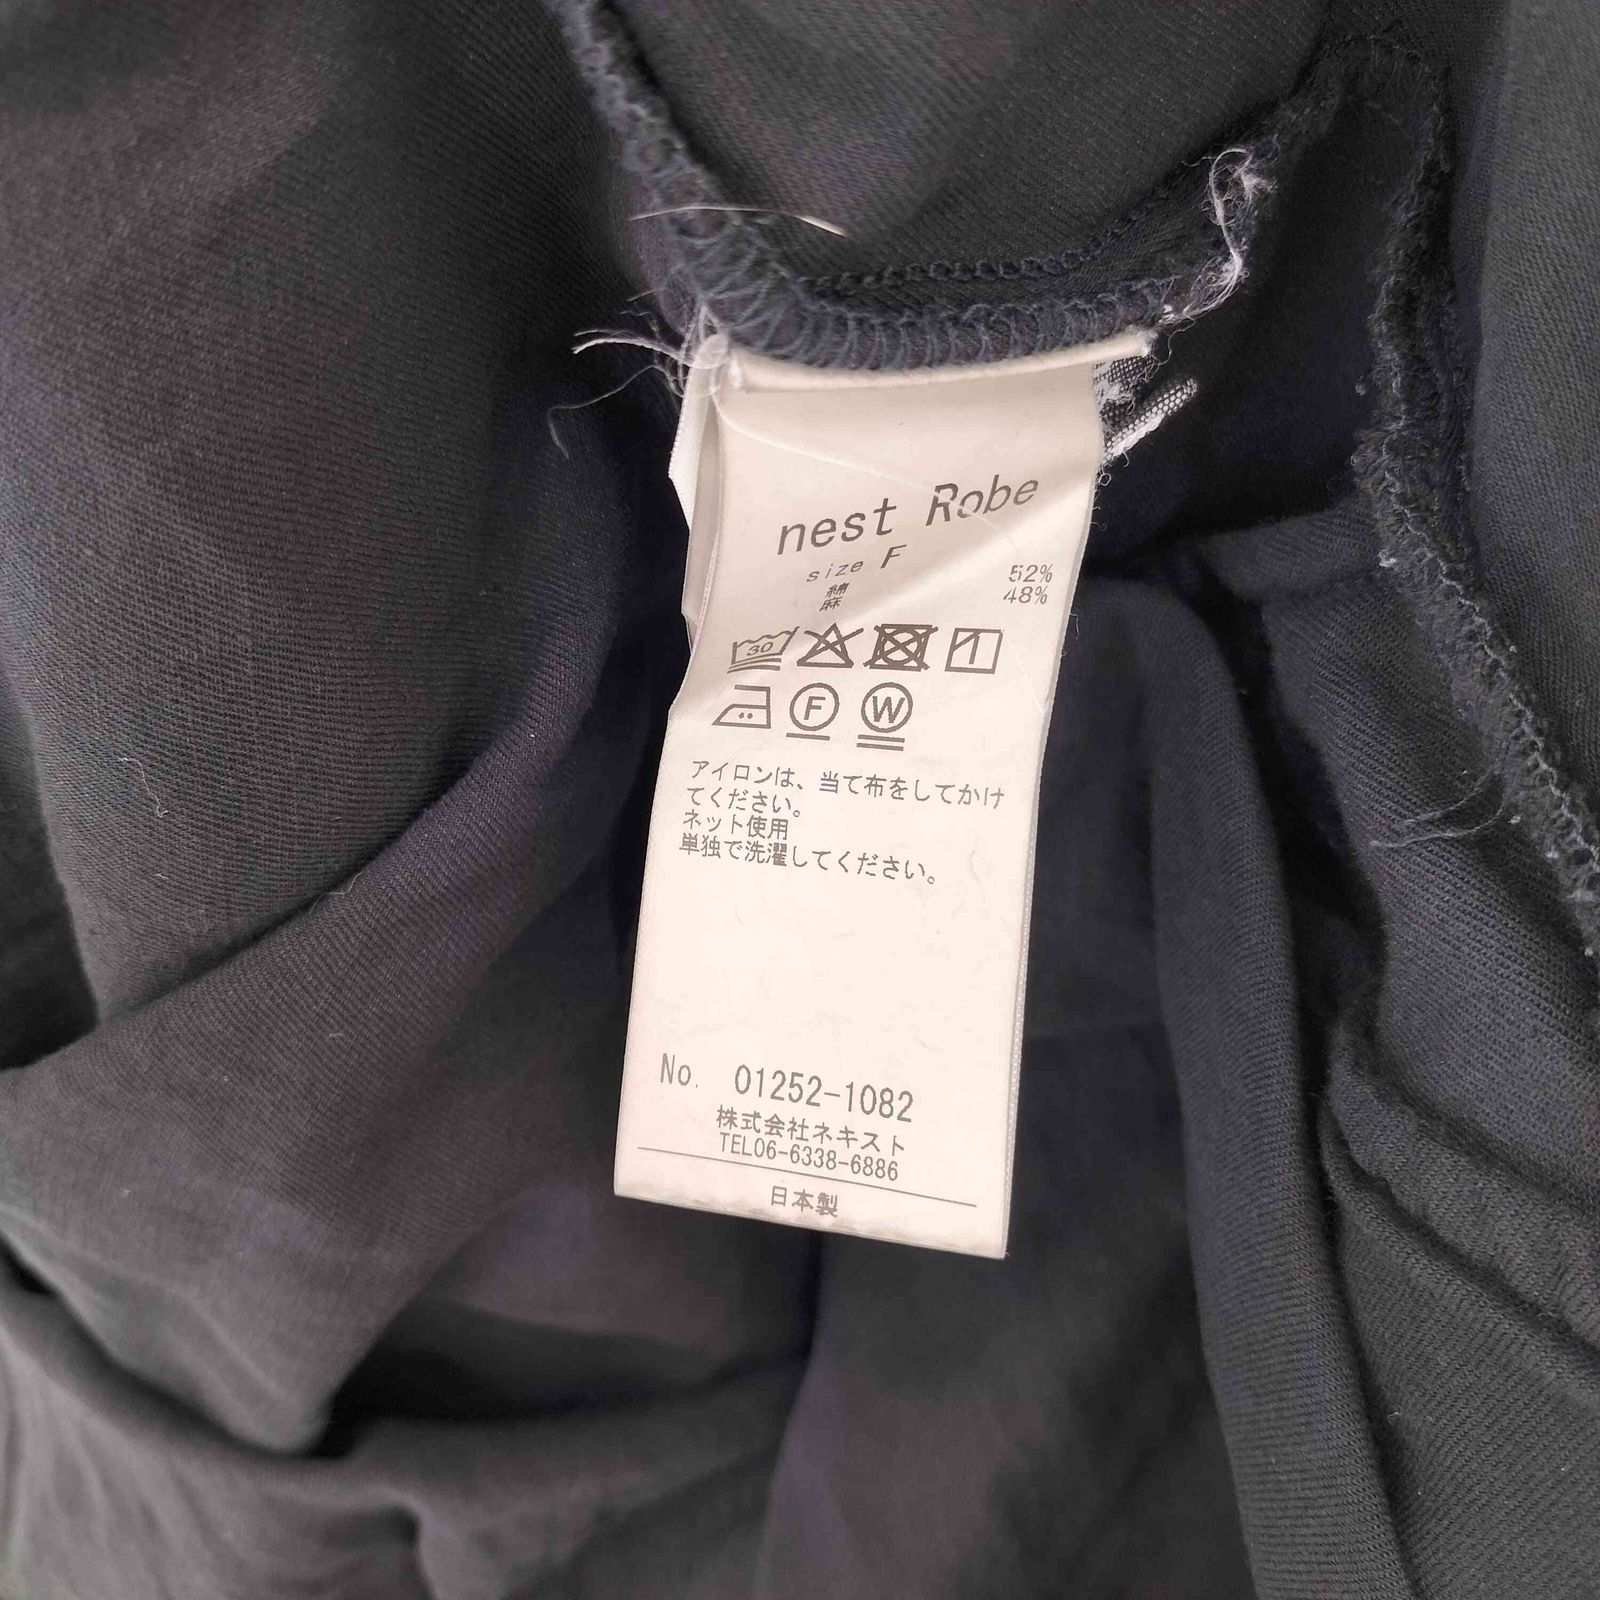 nest Robe
size F
綿 52%
麻 48%
30
F W
アイロンは、当て布をしてかけ
てください。
ネット使用
単独で洗濯してください。
No. 01252-1082
株式会社ネキスト
TEL06-6338-6886
日本製